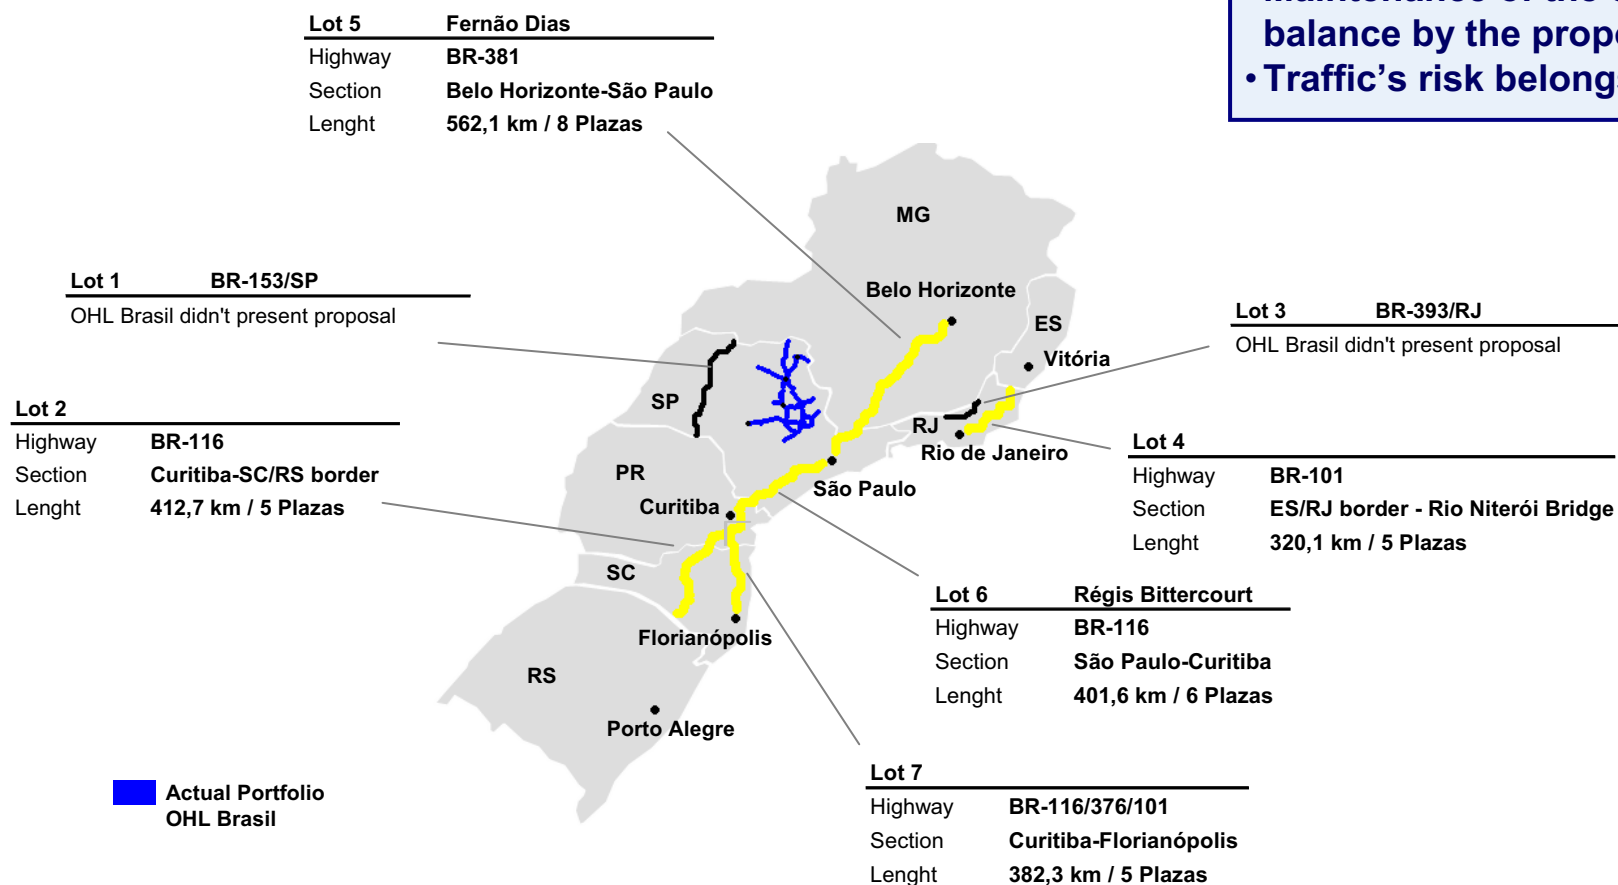 Lot 5 Fernão Dias
Highway BR-381
Section Belo Horizonte-São Paulo
Lenght 562,1 km / 8 Plazas
balance by the prop
• Traffic’s risk belong
Lot 1 BR-153/SP
OHL Brasil didn't present proposal
Lot 2
Highway BR-116
Section Curitiba-SC/RS border
Lenght 412,7 km / 5 Plazas
MG
Belo Horizonte
ES
Vitória
SP
RJ
Rio de Janeiro
PR
São Paulo
Curitiba
SC
Florianópolis
RS
Porto Alegre
Lot 3 BR-393/RJ
OHL Brasil didn't present proposal
Lot 4
Highway BR-101
Section ES/RJ border - Rio Niterói Bridge
Lenght 320,1 km / 5 Plazas
Lot 6 Régis Bittercourt
Highway BR-116
Section São Paulo-Curitiba
Lenght 401,6 km / 6 Plazas
Lot 7
Highway BR-116/376/101
Section Curitiba-Florianópolis
Lenght 382,3 km / 5 Plazas
Actual Portfolio
OHL Brasil